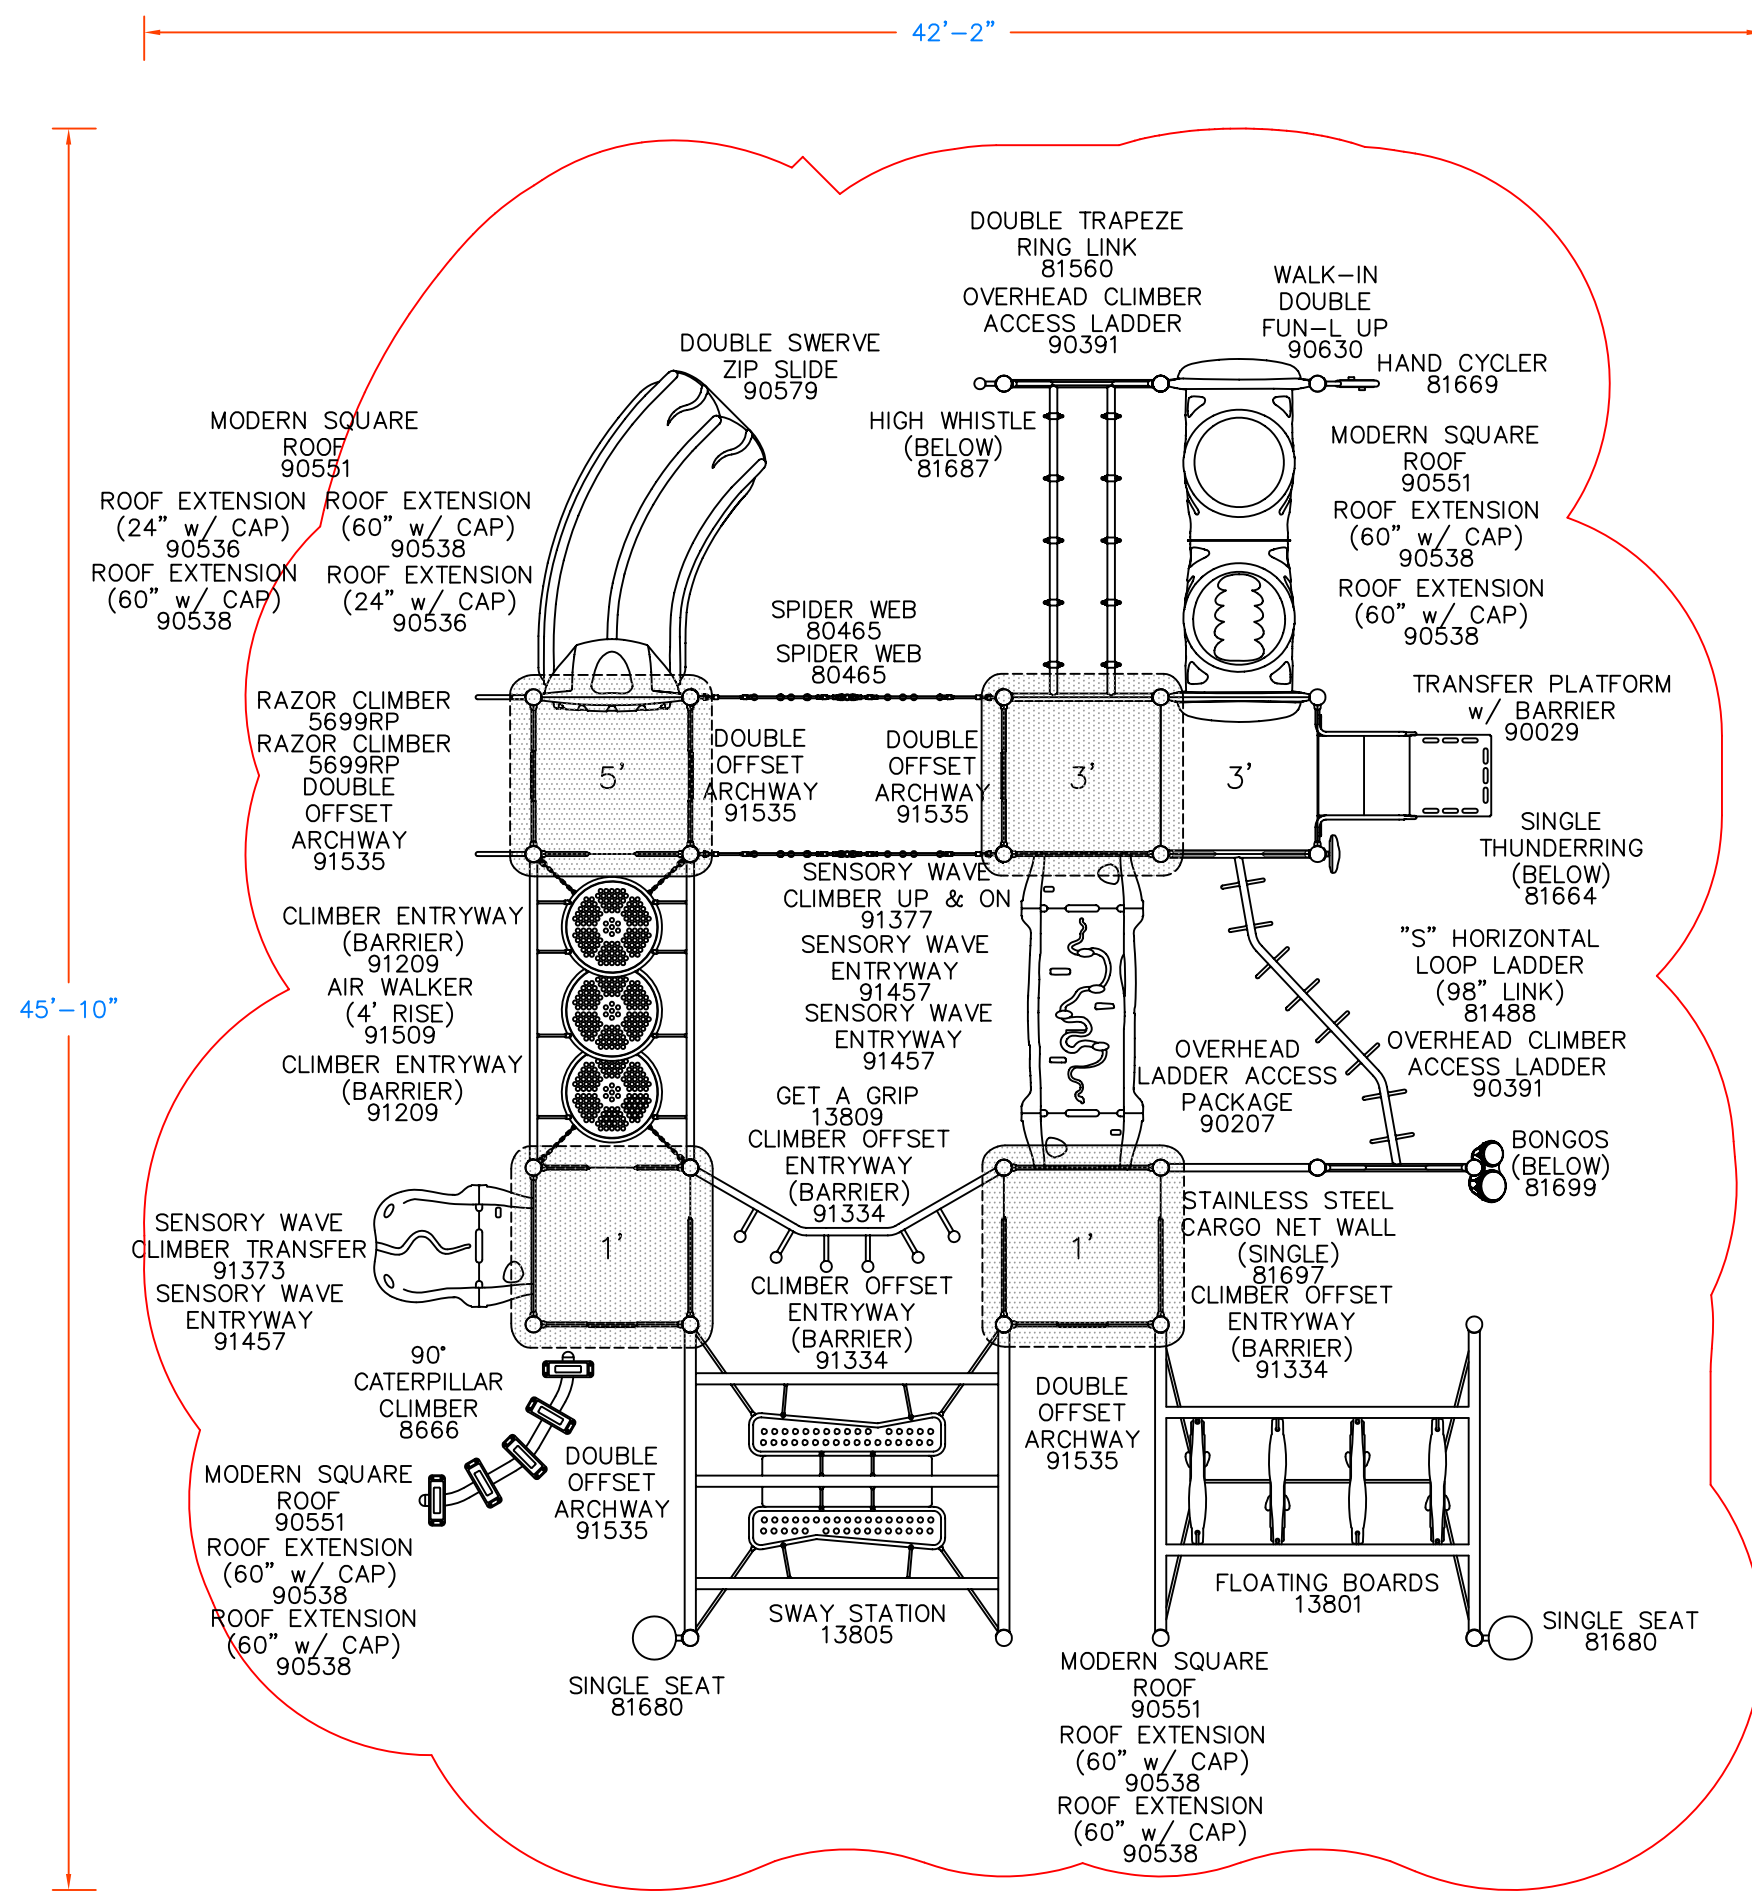 42'-2"
45'-10"
DOUBLE TRAPEZE
RING LINK
81560
OVERHEAD CLIMBER
ACCESS LADDER
90391
WALK-IN
DOUBLE
FUN-L UP
90630
HAND CYCLER
81669
DOUBLE SWERVE
ZIP SLIDE
90579
HIGH WHISTLE
(BELOW)
81687
MODERN SQUARE
ROOF
90551
ROOF EXTENSION
(24" w/ CAP)
90536
ROOF EXTENSION
(60" w/ CAP)
90538
ROOF EXTENSION
(60" w/ CAP)
90538
ROOF EXTENSION
(24" w/ CAP)
90536
MODERN SQUARE
ROOF
90551
ROOF EXTENSION
(60" w/ CAP)
90538
ROOF EXTENSION
(60" w/ CAP)
90538
SPIDER WEB
80465
SPIDER WEB
80465
TRANSFER PLATFORM
w/ BARRIER
90029
RAZOR CLIMBER
5699RP
RAZOR CLIMBER
5699RP
DOUBLE
OFFSET
ARCHWAY
91535
5'
DOUBLE
OFFSET
ARCHWAY
91535
DOUBLE
OFFSET
ARCHWAY
91535
3'
3'
SINGLE
THUNDERRING
(BELOW)
81664
SENSORY WAVE
CLIMBER UP & ON
91377
SENSORY WAVE
ENTRYWAY
91457
SENSORY WAVE
ENTRYWAY
91457
CLIMBER ENTRYWAY
(BARRIER)
91209
AIR WALKER
(4' RISE)
91509
CLIMBER ENTRYWAY
(BARRIER)
91209
"S" HORIZONTAL
LOOP LADDER
(98" LINK)
81488
OVERHEAD CLIMBER
ACCESS LADDER
90391
OVERHEAD
LADDER ACCESS
PACKAGE
90207
GET A GRIP
13809
CLIMBER OFFSET
ENTRYWAY
(BARRIER)
91334
BONGOS
(BELOW)
81699
SENSORY WAVE
CLIMBER TRANSFER
91373
SENSORY WAVE
ENTRYWAY
91457
1'
1'
STAINLESS STEEL
CARGO NET WALL
(SINGLE)
81697
CLIMBER OFFSET
ENTRYWAY
(BARRIER)
91334
CLIMBER OFFSET
ENTRYWAY
(BARRIER)
91334
90°
CATERPILLAR
CLIMBER
8666
DOUBLE
OFFSET
ARCHWAY
91535
DOUBLE
OFFSET
ARCHWAY
91535
MODERN SQUARE
ROOF
90551
ROOF EXTENSION
(60" w/ CAP)
90538
ROOF EXTENSION
(60" w/ CAP)
90538
SWAY STATION
13805
FLOATING BOARDS
13801
SINGLE SEAT
81680
SINGLE SEAT
81680
MODERN SQUARE
ROOF
90551
ROOF EXTENSION
(60" w/ CAP)
90538
ROOF EXTENSION
(60" w/ CAP)
90538